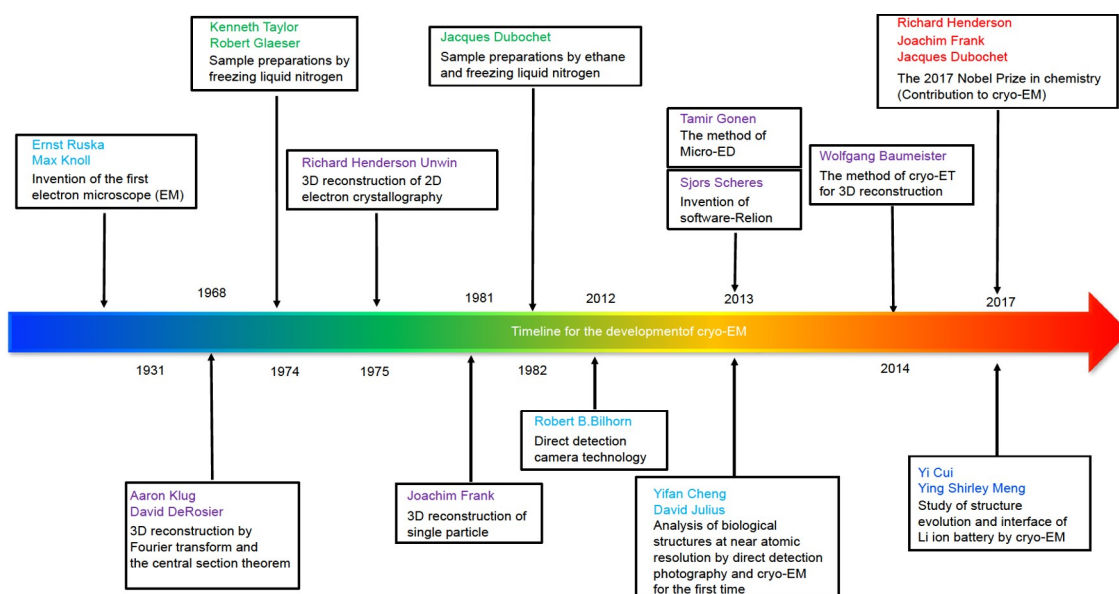 Kenneth Taylor
Robert Glaeser
Sample preparations by
freezing liquid nitrogen
Jacques Dubochet
Sample preparations by ethane
and freezing liquid nitrogen
Richard Henderson
Joachim Frank
Jacques Dubochet
The 2017 Nobel Prize in chemistry
(Contribution to cryo-EM)
Ernst Ruska
Max Knoll
Invention of the first
electron microscope (EM)
Richard Henderson Unwin
3D reconstruction of 2D
electron crystallography
Tamir Gonen
The method of
Micro-ED
Sjors Scheres
Invention of
software-Relion
Wolfgang Baumeister
The method of cryo-ET
for 3D reconstruction
1968
1981
2012
2013
2017
Timeline for the developmentof cryo-EM
1931
1974
1975
1982
2014
Aaron Klug
David DeRosier
3D reconstruction by
Fourier transform and
the central section theorem
Joachim Frank
3D reconstruction of
single particle
Robert B.Bilhorn
Direct detection
camera technology
Yifan Cheng
David Julius
Analysis of biological
structures at near atomic
resolution by direct detection
photography and cryo-EM
for the first time
Yi Cui
Ying Shirley Meng
Study of structure
evolution and interface of
Li ion battery by cryo-EM